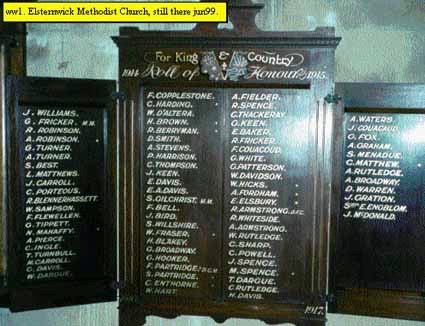 ww1. Elsternwick Methodist Church, still there jun99.
For King & Country
1914 Roll of Honour 1915.
J. WILLIAMS.
G. FRICKER. M.M.
R. ROBINSON.
A. ROBINSON.
G. TURNER.
A. TURNER.
S. BEST.
L. MATTHEWS.
J. CARROLL.
C. PORTEOUS.
R. BLENNERHASSETT.
W. SAMPSON.
F. LLEWELLEN.
G. TIPPETT.
N. MAHAFFY.
A. PIERCE.
C. INGLE.
T. TURNBULL.
M. CARROLL.
G. DAVIS.
W. DARGUE.
F. COPPLESTONE.
C. HARDING.
W. D'ALTERA.
H. BROWN.
R. BERRYMAN.
D. SMITH.
A. STEVENS.
P. HARRISON.
C. THOMPSON.
J. KEEN.
E. DAVIS.
E.A. DAVIS.
S. GILCHRIST. M.M.
F. BELL.
J. BIRD.
S. WILLSHIRE.
W. FRASER.
H. BLAKEY.
G. BROADWAY.
G. HOOKER.
F. PARTRIDGE.
S. PARTRIDGE.
C. ENTHORNE.
W. HART.
A. FIELDER.
R. SPENCE.
C. THACKERAY.
G. KEEN.
E. BAKER.
R. FRICKER.
F. COUACOUD.
G. WHITE.
G. PATTERSON.
W. DAVIDSON.
W. HICKS.
A. FORDHAM.
E. ELSBURY.
R. ARMSTRONG.
R. WHITESIDE.
A. ARMSTRONG.
W. RUTLEDGE.
C. SHARP.
C. POWELL.
J. SPENCE.
M. SPENCE.
T. DARGUE.
C. RUTLEDGE.
H. DAVIS.
1917.
A. WATERS.
J. COUACAUD.
G. FOX.
A. GRAHAM.
S. MENADUE.
C. MATTHEW.
A. RUTLEDGE.
A. BROADWAY.
D. WARREN.
J. GRATION.
E. ENGBLOM.
J. McDONALD.